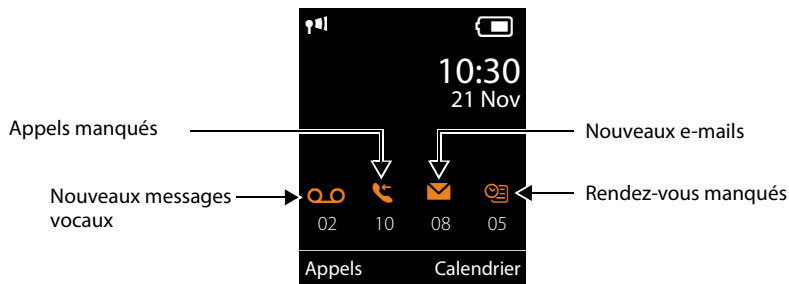 10:30
21 Nov
Appels manqués
Nouveaux e-mails
Nouveaux messages
vocaux
Rendez-vous manqués
02 10 08 05
Appels Calendrier